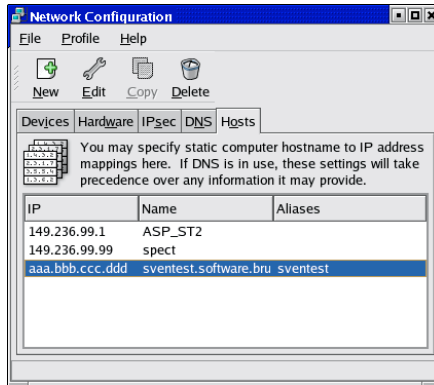 Network Configuration
File Profile Help
New Edit Copy Delete
Devices Hardware IPsec DNS Hosts
You may specify static computer hostname to IP address
mappings here. If DNS is in use, these settings will take
precedence over any information it may provide.
IP Name Aliases
149.236.99.1 ASP_ST2
149.236.99.99 spect
aaa.bbb.ccc.ddd sventest.software.bru sventest